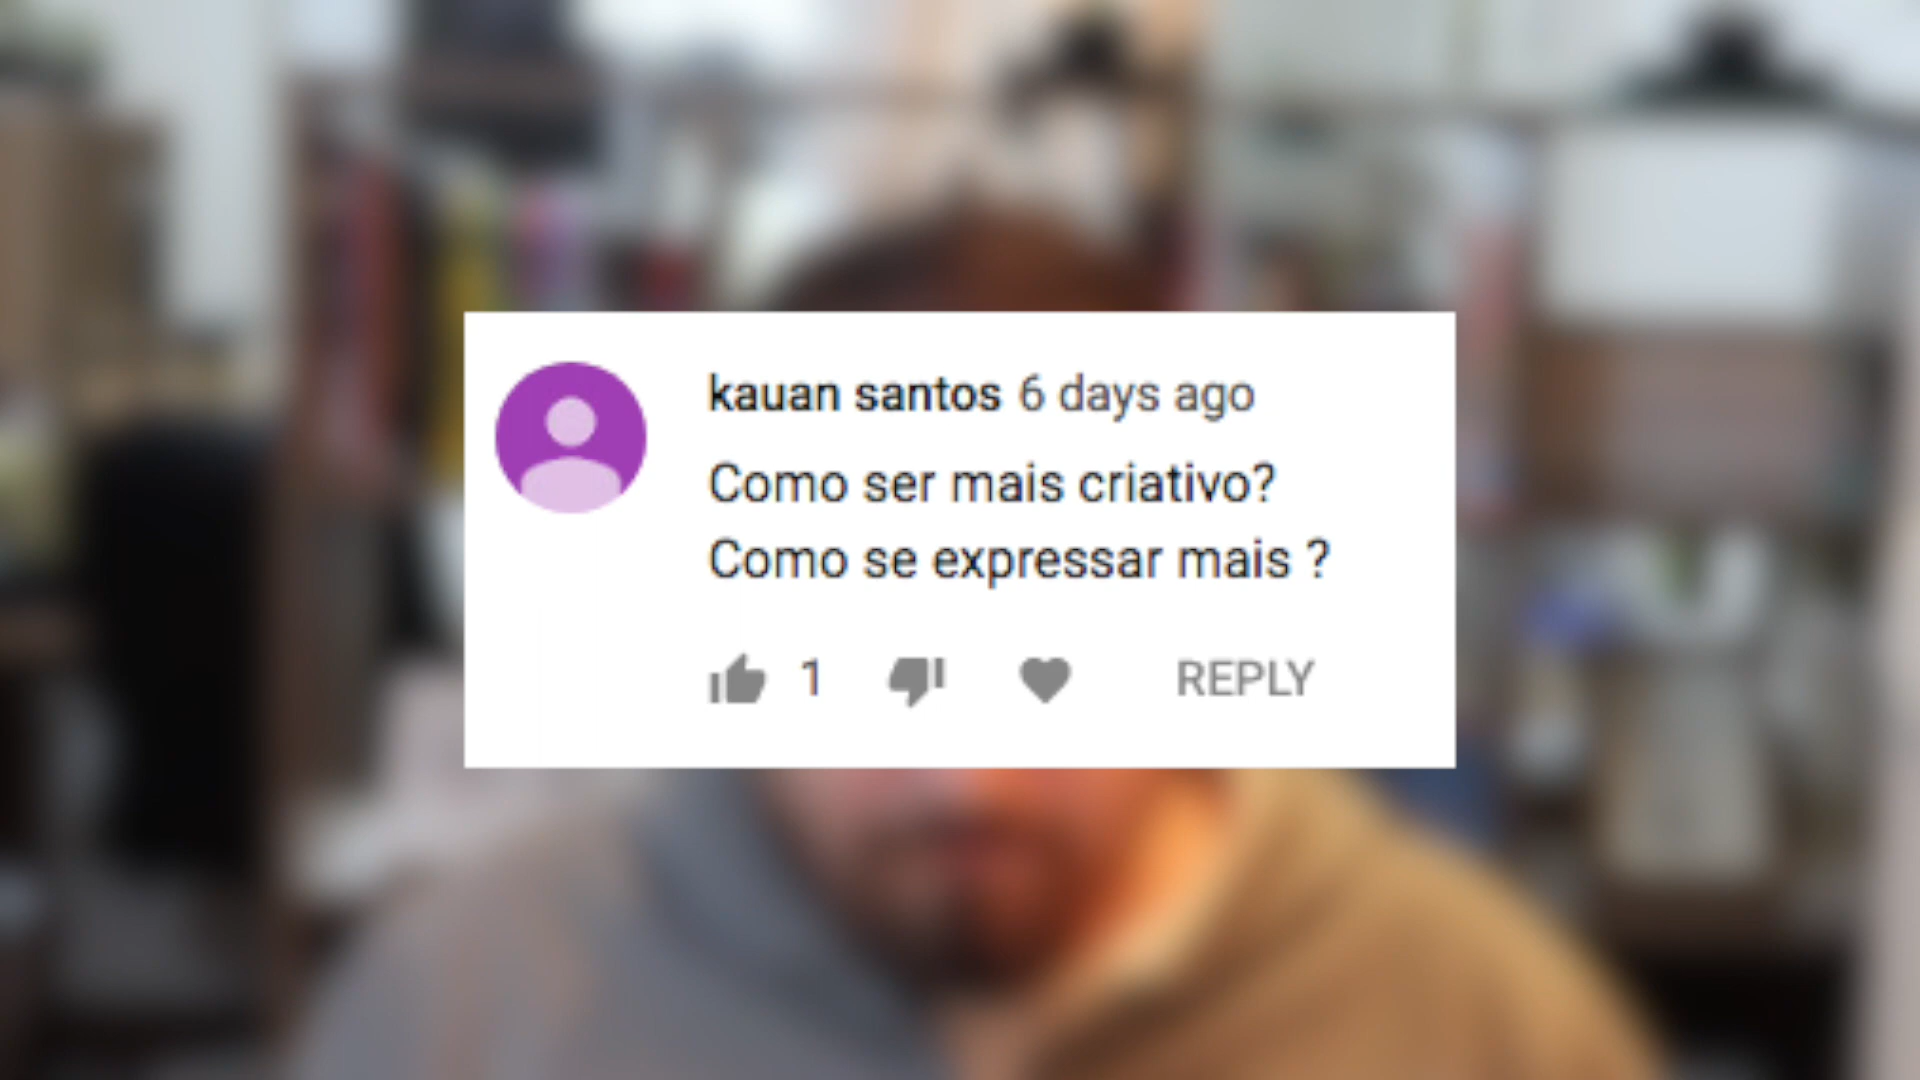 kauan santos 6 days ago
Como ser mais criativo?
Como se expressar mais ?
1 REPLY